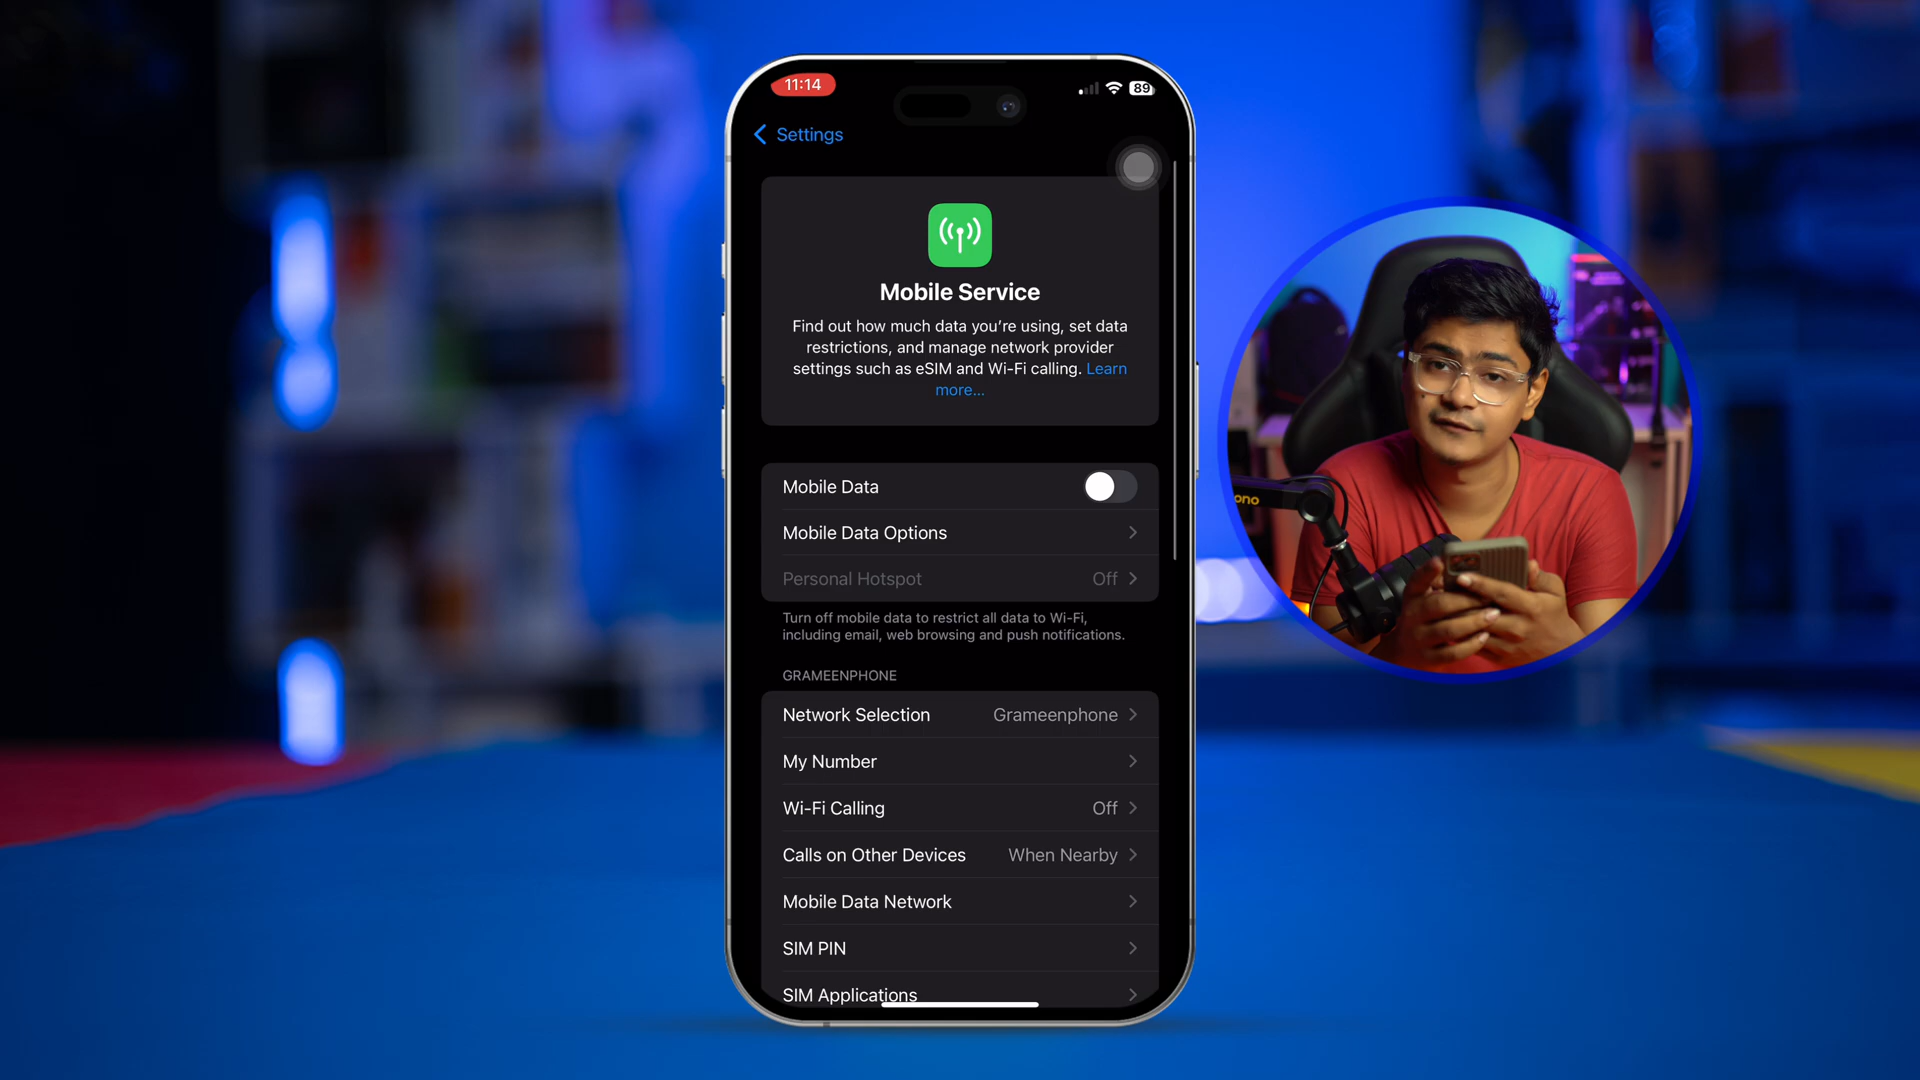 11:14
89
Settings
Mobile Service
Find out how much data you're using, set data
restrictions, and manage network provider
settings such as eSIM and Wi-Fi calling. Learn
more...
Mobile Data
Mobile Data Options
Personal Hotspot Off
Turn off mobile data to restrict all data to Wi-Fi,
including email, web browsing and push notifications.
GRAMEENPHONE
Network Selection Grameenphone
My Number
Wi-Fi Calling Off
Calls on Other Devices When Nearby
Mobile Data Network
SIM PIN
SIM Applications
ono